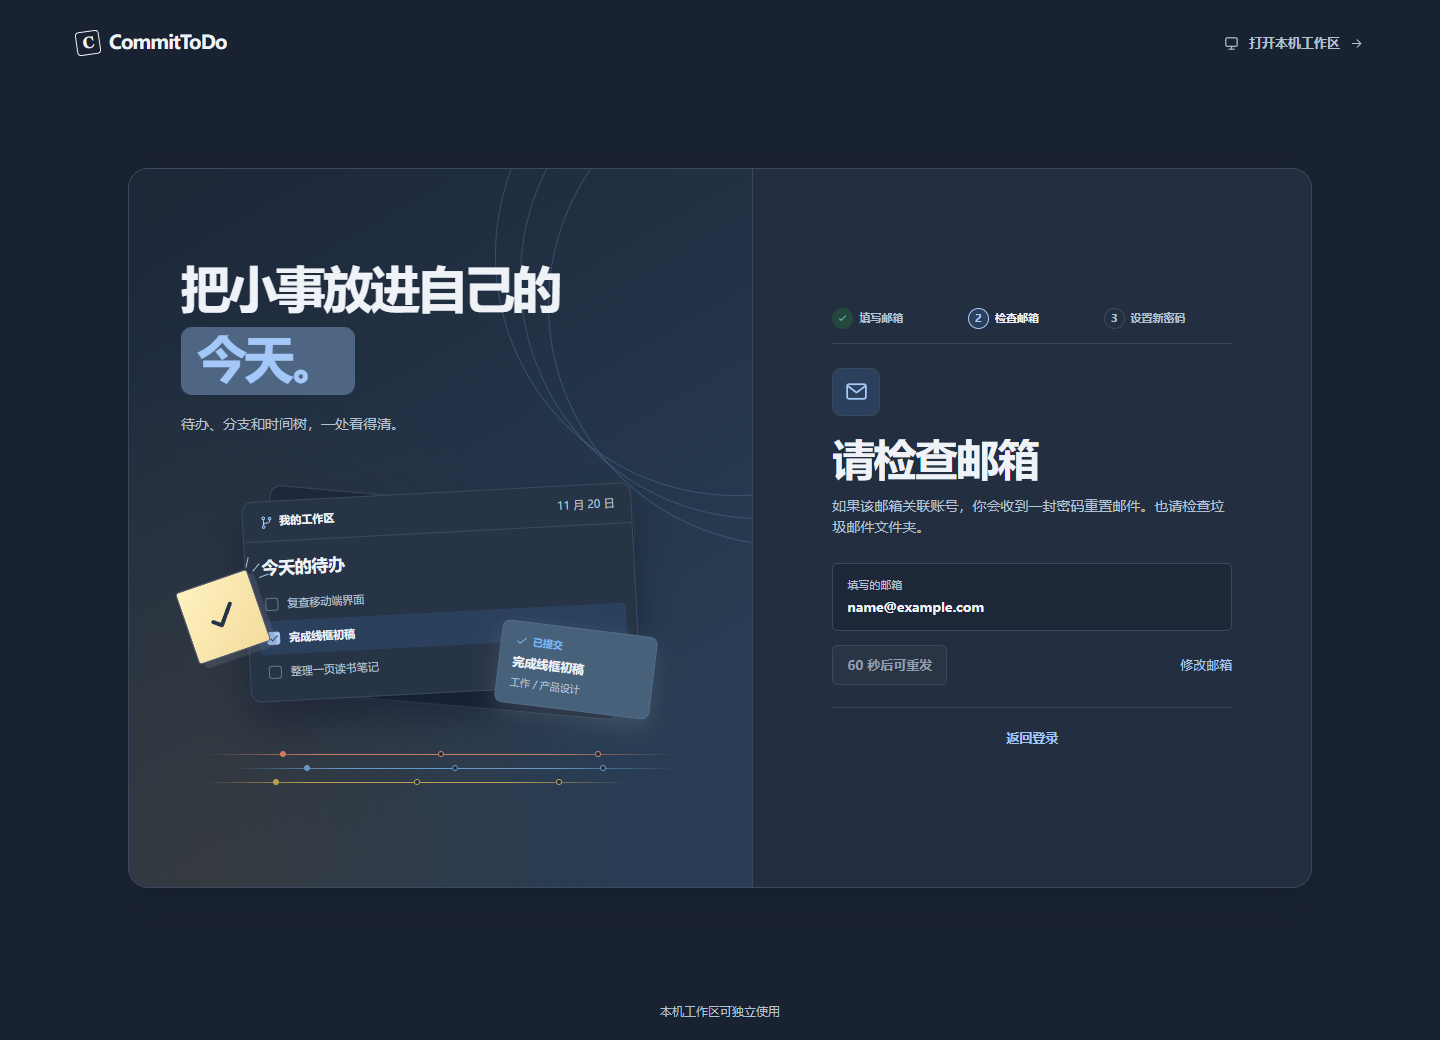 C CommitToDo
打开本机工作区 →
把小事放进自己的
今天。
待办、分支和时间树，一处看得清。
我的工作区
11 月 20 日
今天的待办
复查移动端界面
完成线框初稿
整理一页读书笔记
已提交
完成线框初稿
工作 / 产品设计
填写邮箱
2 检查邮箱
3 设置新密码
请检查邮箱
如果该邮箱关联账号，你会收到一封密码重置邮件。也请检查垃
圾邮件文件夹。
填写的邮箱
name@example.com
60 秒后可重发
修改邮箱
返回登录
本机工作区可独立使用